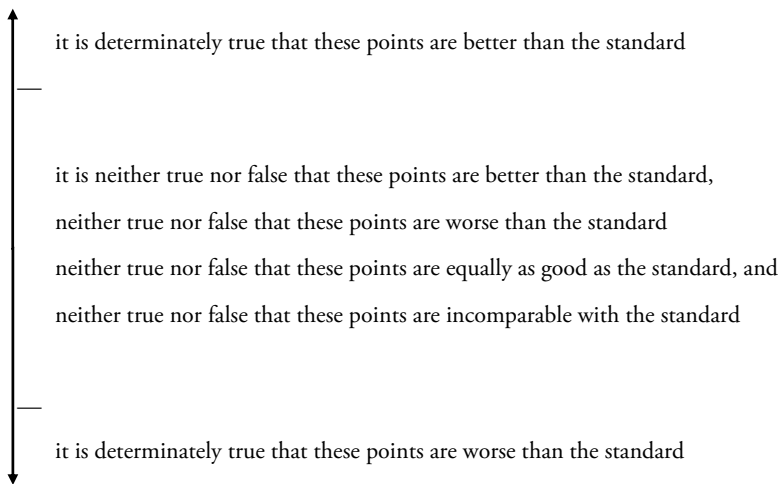 it is determinately true that these points are better than the standard
it is neither true nor false that these points are better than the standard,
neither true nor false that these points are worse than the standard
neither true nor false that these points are equally as good as the standard, and
neither true nor false that these points are incomparable with the standard
it is determinately true that these points are worse than the standard